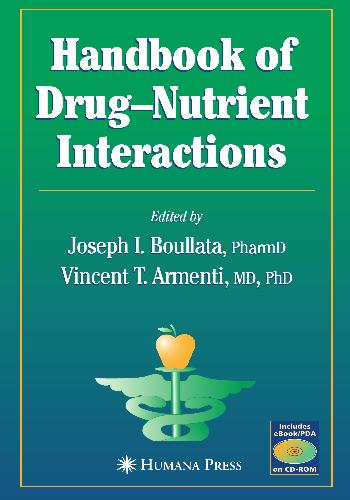 Handbook of
Drug–Nutrient
Interactions
Edited by
Joseph I. Boullata, PharmD
Vincent T. Armenti, MD, PhD
Includes
eBook/PDA
on CD-ROM
HUMANA PRESS